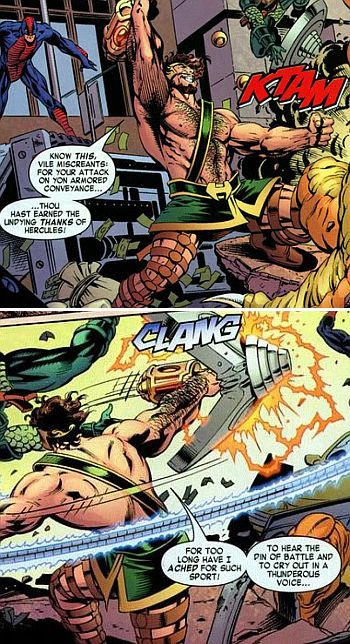 KTAM
KNOW THIS,
VILE MISCREANTS:
FOR YOUR ATTACK
ON YON ARMORED
CONVEYANCE...
...THOU
HAST EARNED THE
UNDYING THANKS OF
HERCULES!
CLANG
FOR TOO
LONG HAVE I
ACHED FOR SUCH
SPORT!
TO HEAR THE
DIN OF BATTLE AND
TO CRY OUT IN A
THUNDEROUS
VOICE...